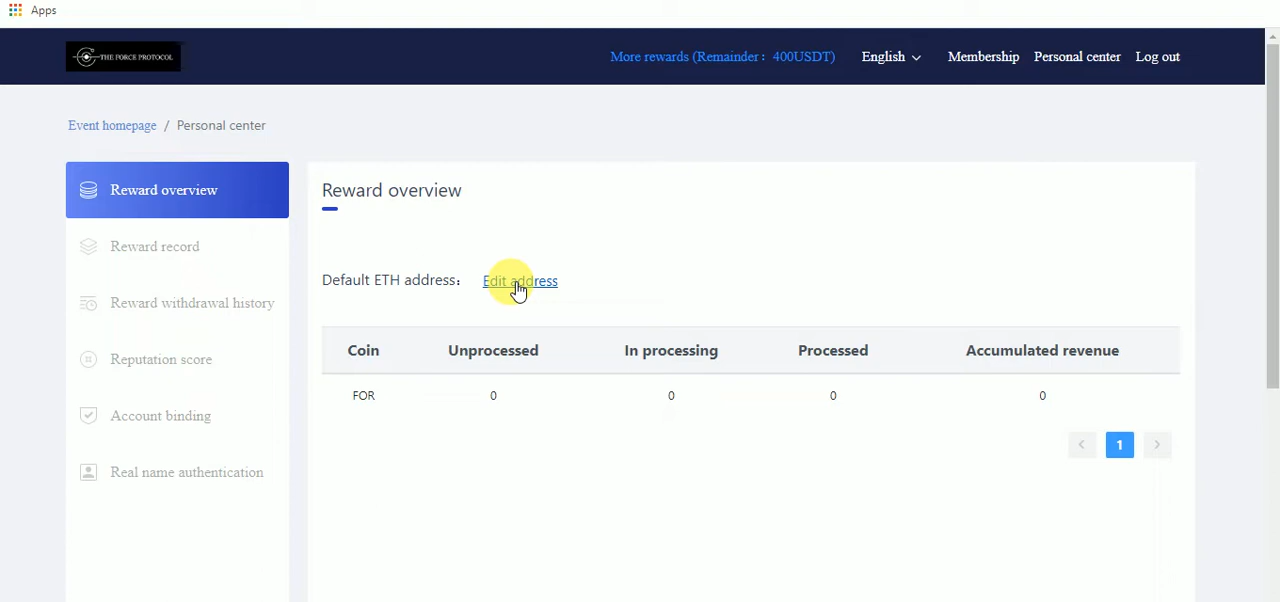 Apps
THE FORCE PROTOCOL
More rewards (Remainder： 400USDT)
English
Membership
Personal center
Log out
Event homepage / Personal center
Reward overview
Reward record
Reward withdrawal history
Reputation score
Account binding
Real name authentication
Reward overview
Default ETH address： Edit address
Coin Unprocessed In processing Processed Accumulated revenue
FOR 0 0 0 0
< 1 >